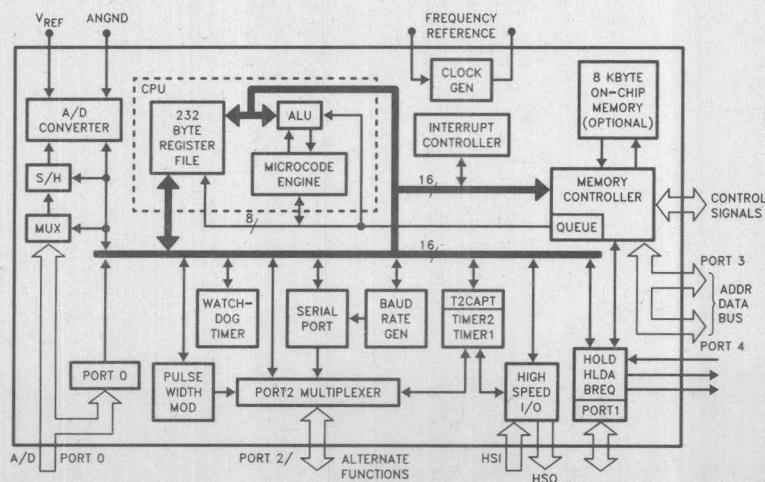 VREF
ANGND
FREQUENCY
REFERENCE
CPU
A/D
CONVERTER
232
BYTE
REGISTER
FILE
ALU
CLOCK
GEN
8 KBYTE
ON-CHIP
MEMORY
(OPTIONAL)
INTERRUPT
CONTROLLER
S/H
MICROCODE
ENGINE
16
MEMORY
CONTROLLER
CONTROL
SIGNALS
MUX
8
QUEUE
16
PORT 3
ADDR
DATA
BUS
PORT 4
WATCH-
DOG
TIMER
SERIAL
PORT
BAUD
RATE
GEN
T2CAPT
TIMER2
TIMER1
PORT 0
PULSE
WIDTH
MOD
PORT2 MULTIPLEXER
HIGH
SPEED
I/O
HOLD
HLDA
BREQ
PORT1
A/D
PORT 0
PORT 2/
ALTERNATE
FUNCTIONS
HSI
HSO